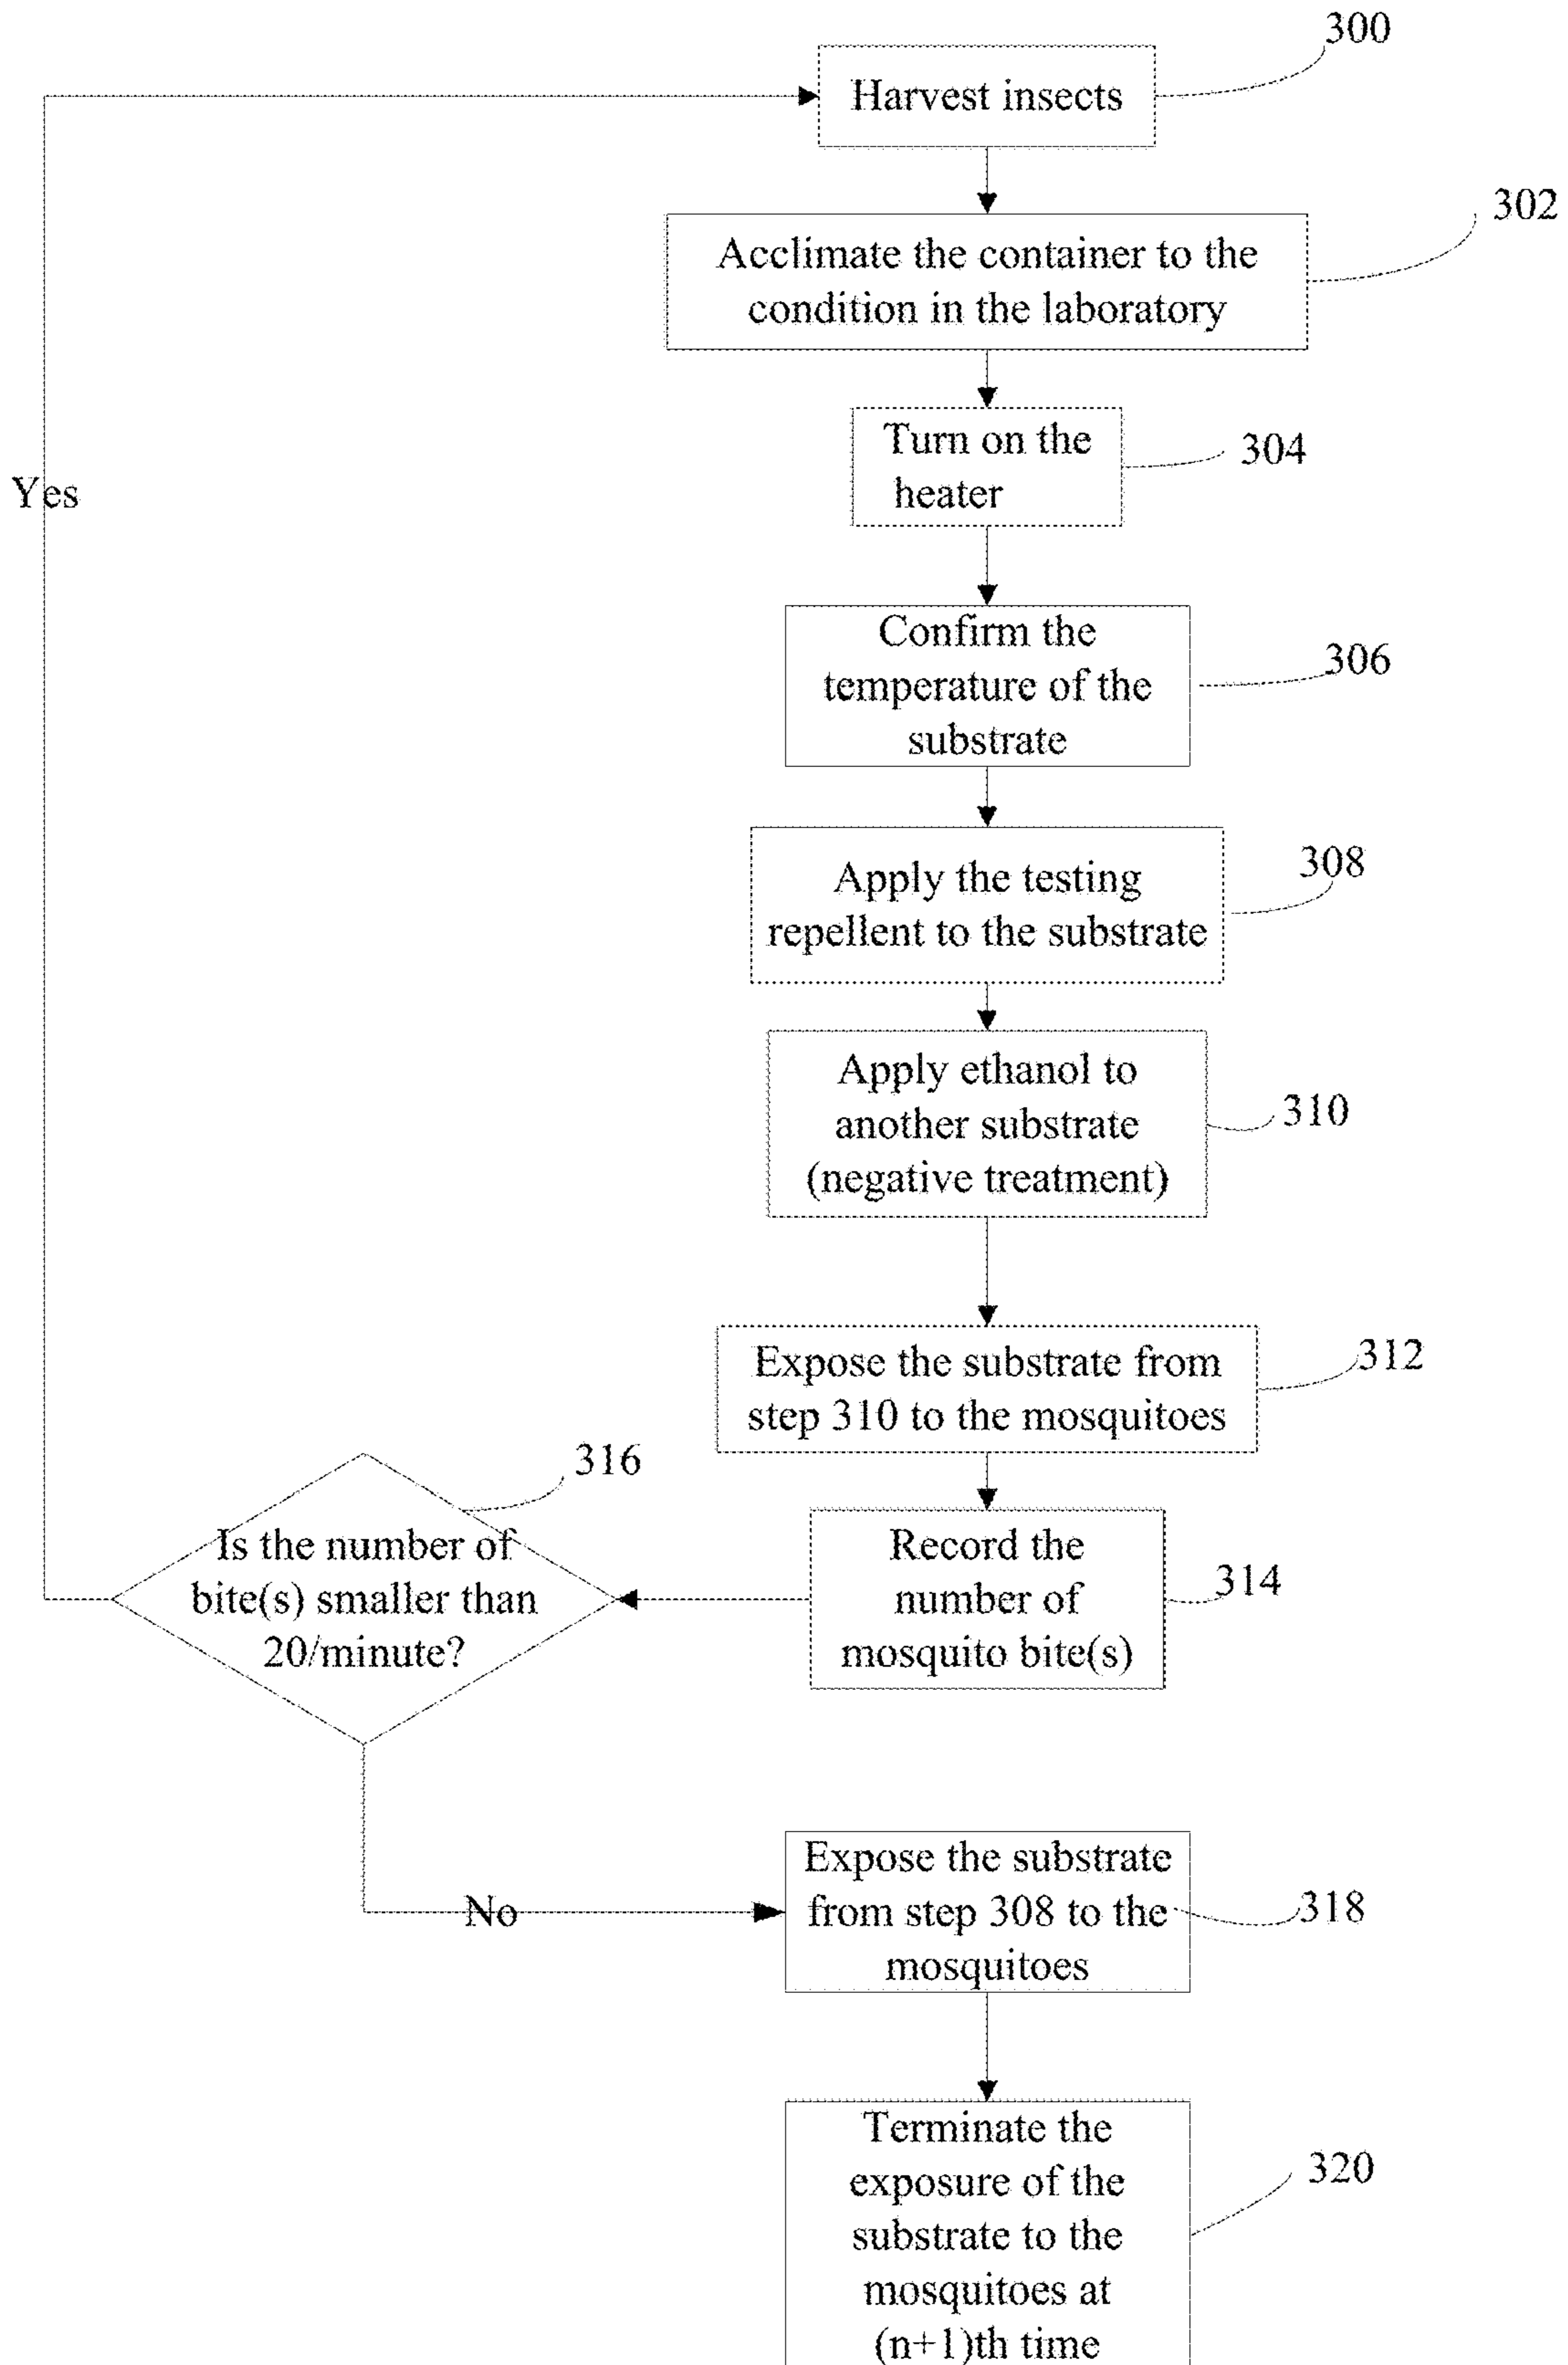 300
Harvest insects
302
Acclimate the container to the
condition in the laboratory
Turn on the
heater
304
Yes
Confirm the
temperature of the
substrate
306
Apply the testing
repellent to the substrate
308
Apply ethanol to
another substrate
(negative treatment)
310
Expose the substrate from
step 310 to the mosquitoes
312
316
Is the number of
bite(s) smaller than
20/minute?
Record the
number of
mosquito bite(s)
314
No
Expose the substrate
from step 308 to the
mosquitoes
318
Terminate the
exposure of the
substrate to the
mosquitoes at
(n+1)th time
320